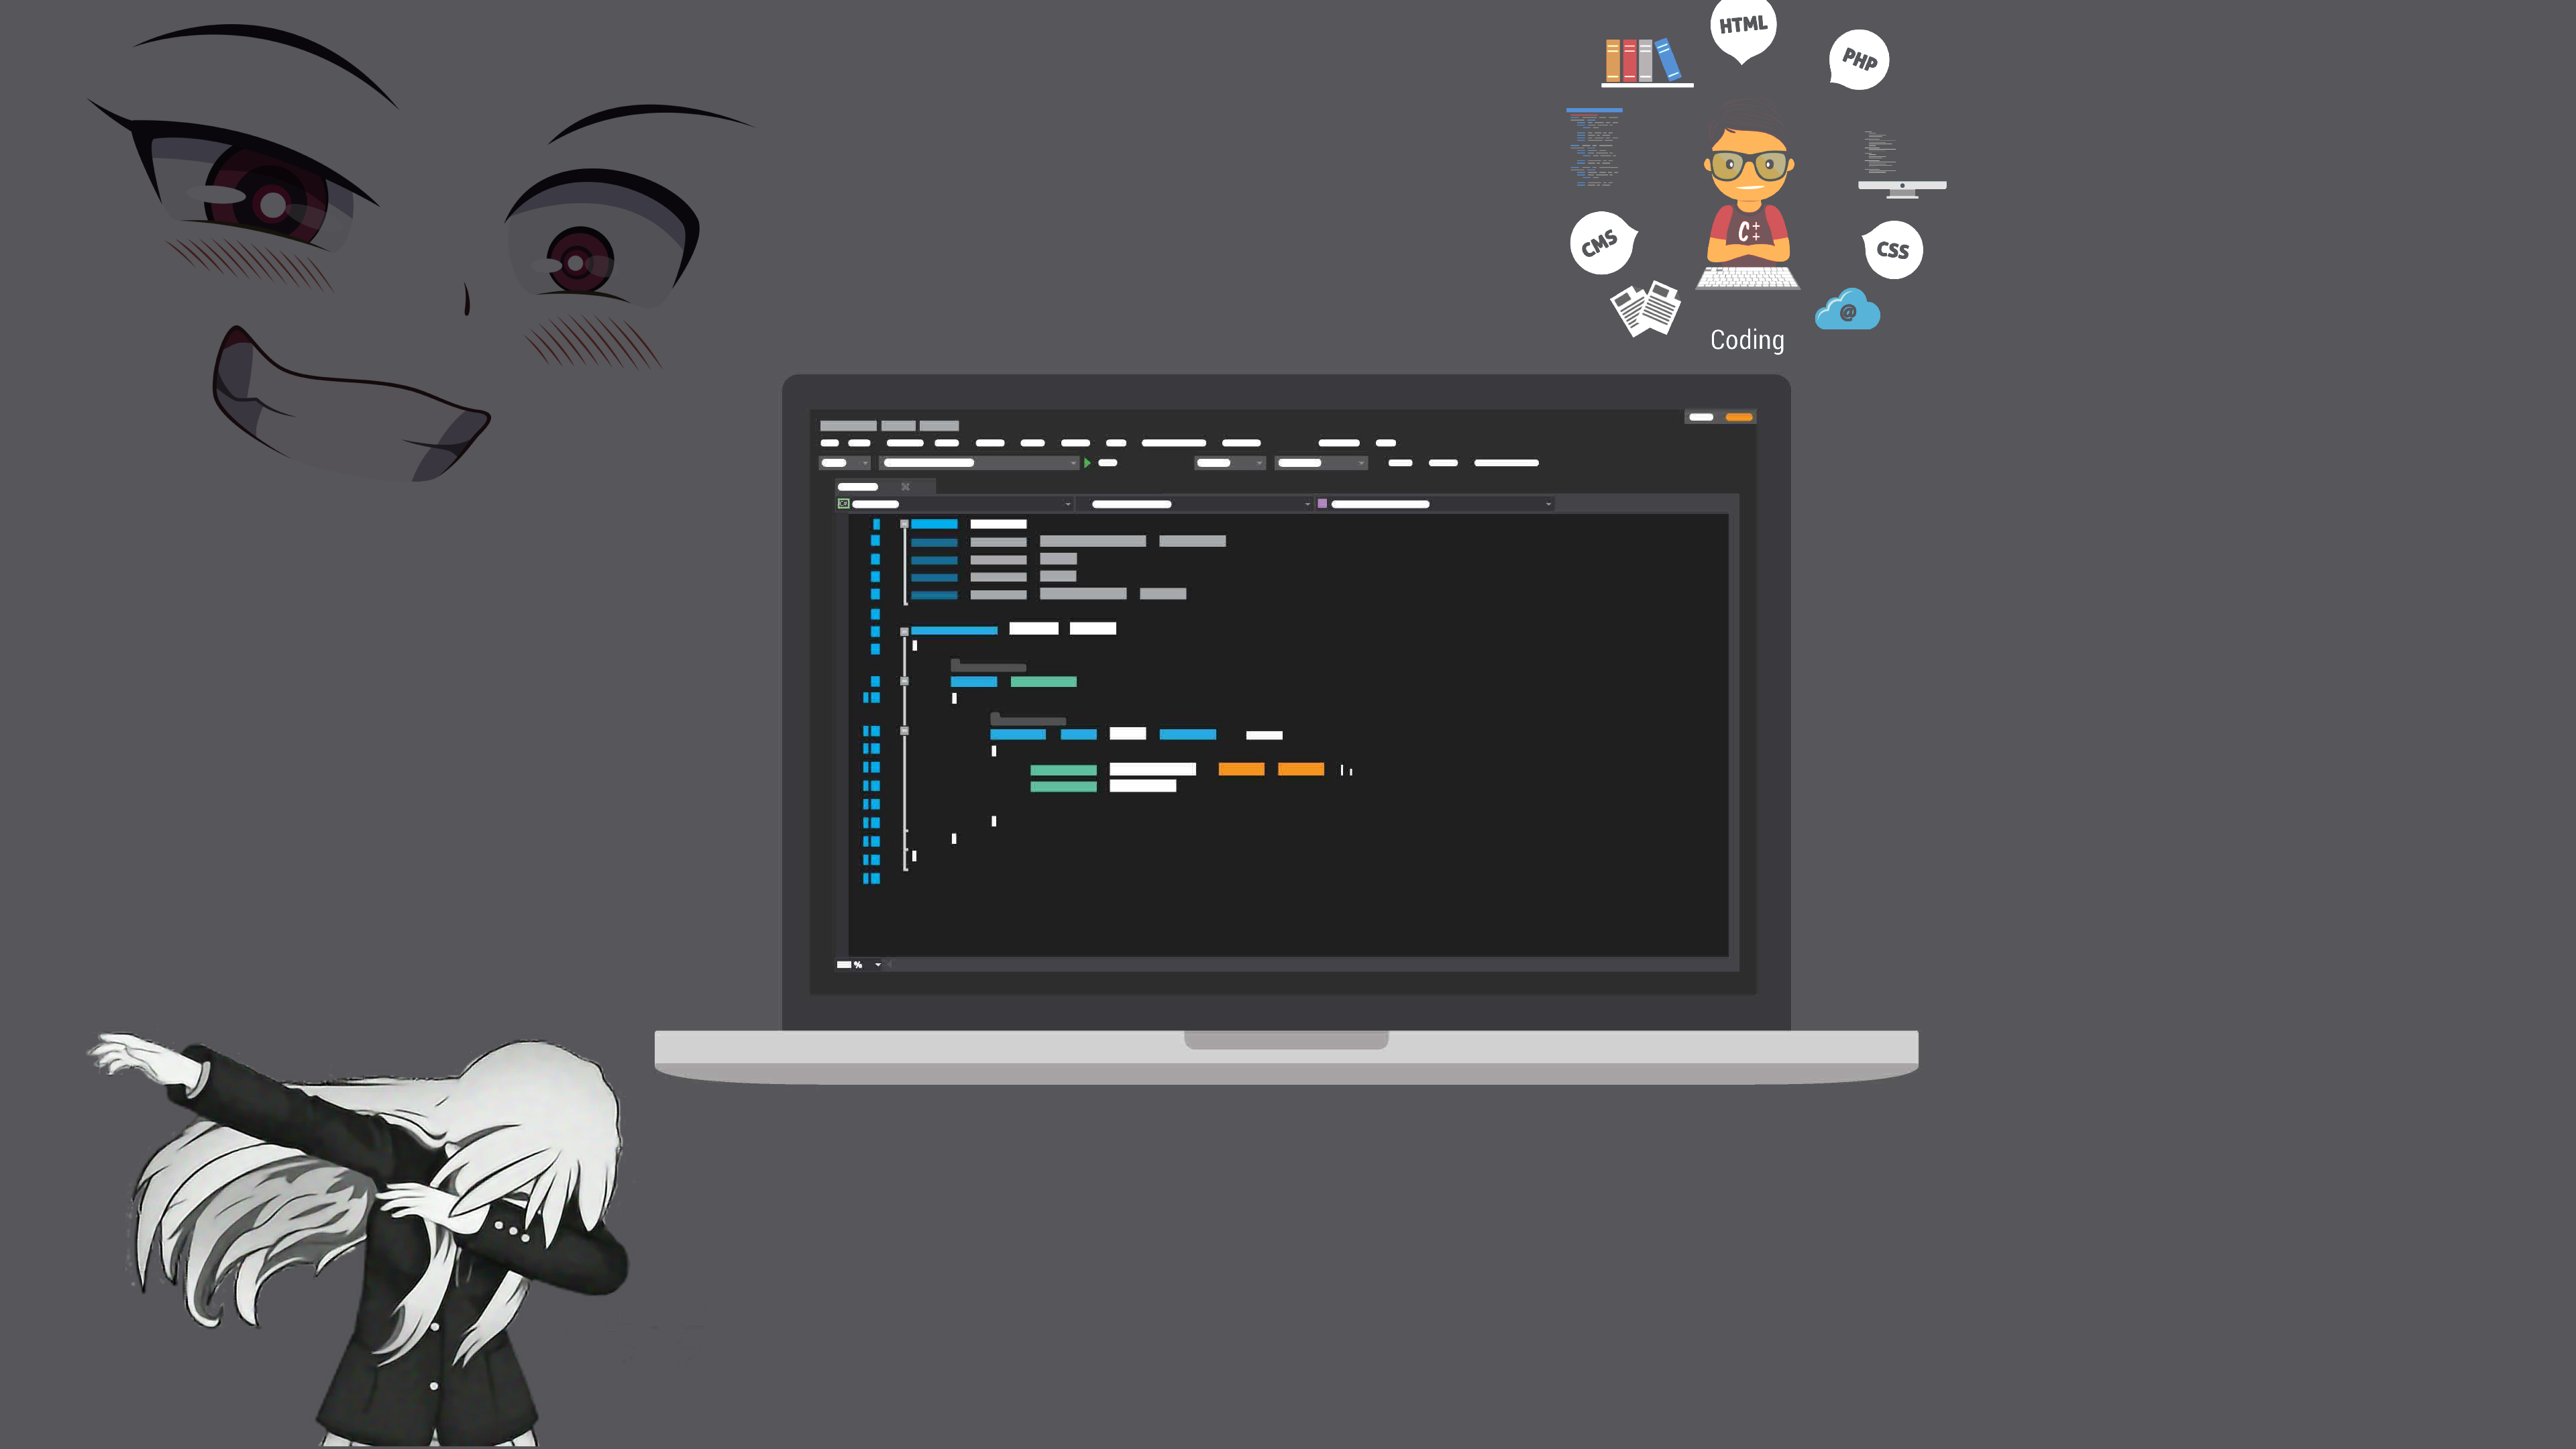 HTML
PHP
C++
CMS
CSS
@
Coding
C#
%